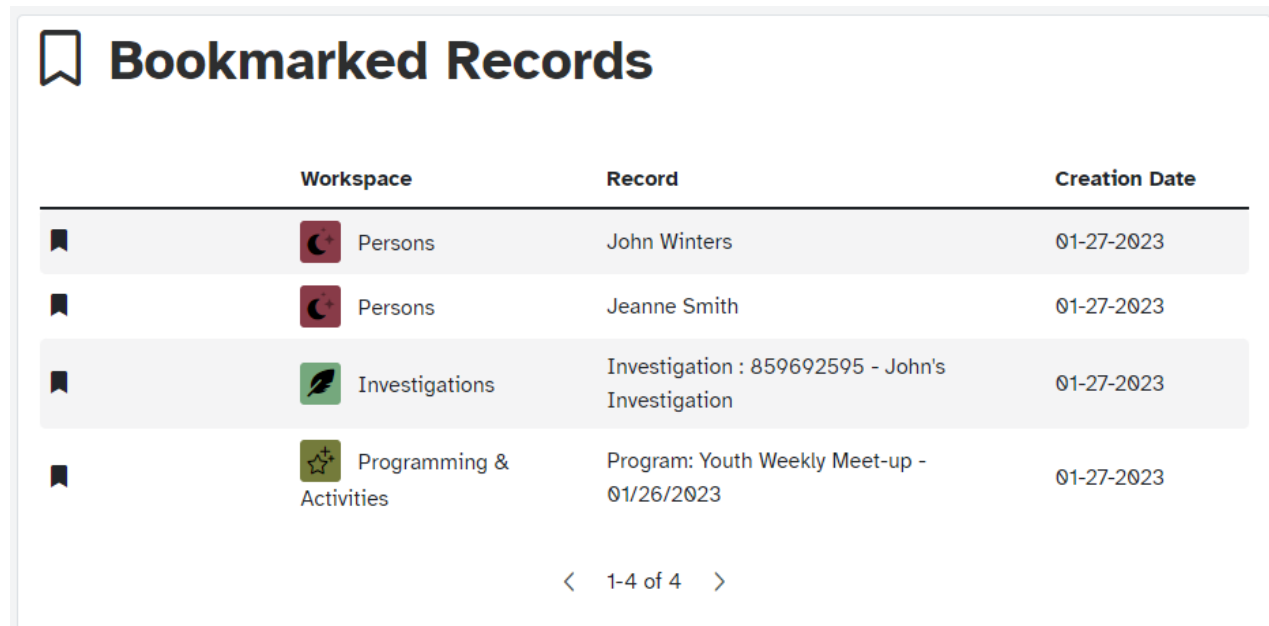 Bookmarked Records
Workspace Record Creation Date
Persons John Winters 01-27-2023
Persons Jeanne Smith 01-27-2023
Investigations Investigation : 859692595 - John's
Investigation 01-27-2023
Programming &
Activities Program: Youth Weekly Meet-up -
01/26/2023 01-27-2023
1-4 of 4